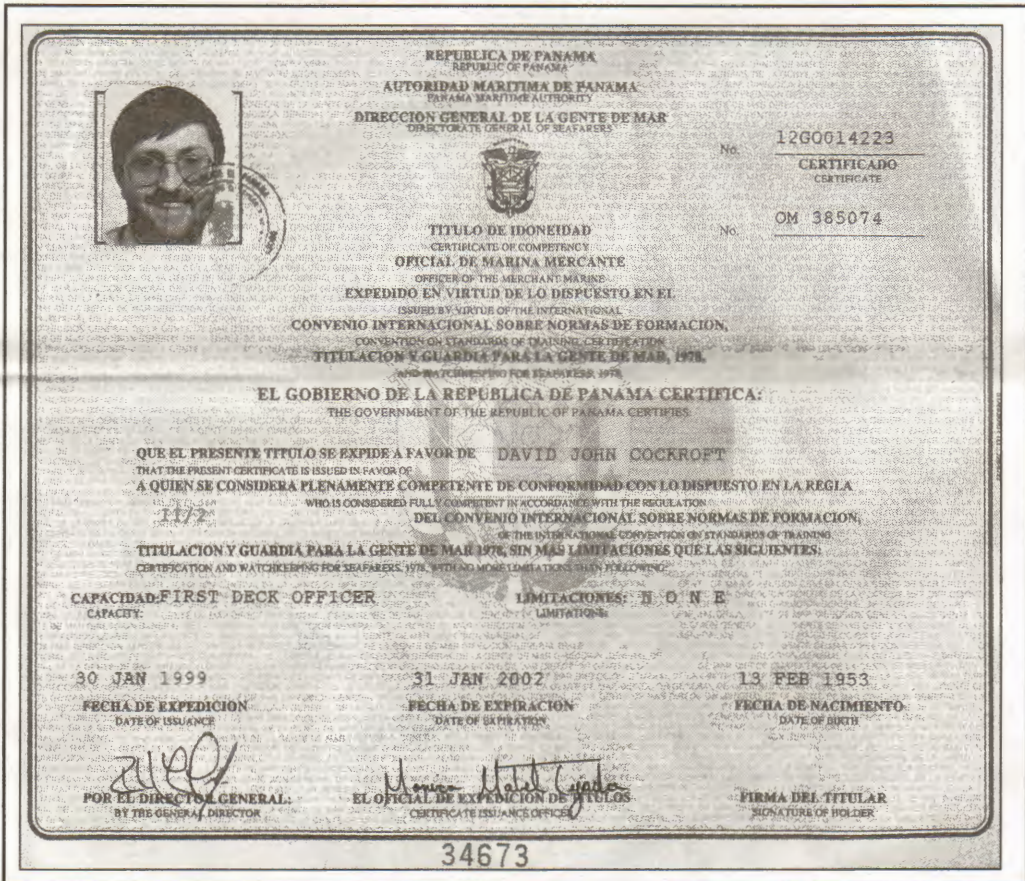 REPUBLICA DE PANAMA
REPUBLIC OF PANAMA
AUTORIDAD MARITIMA DE PANAMA
PANAMA MARITIME AUTHORITY
DIRECCION GENERAL DE LA GENTE DE MAR
DIRECTORATE GENERAL OF SEAFARERS
No. 12G0014223
CERTIFICADO
CERTIFICATE
No. OM 385074
TITULO DE IDONEIDAD
CERTIFICATE OF COMPETENCY
OFICIAL DE MARINA MERCANTE
OFFICER OF THE MERCHANT MARINE
EXPEDIDO EN VIRTUD DE LO DISPUESTO EN EL
ISSUED BY VIRTUE OF THE INTERNATIONAL
CONVENIO INTERNACIONAL SOBRE NORMAS DE FORMACION,
CONVENTION ON STANDARDS OF TRAINING, CERTIFICATION
TITULACION Y GUARDIA PARA LA GENTE DE MAR, 1978,
AND WATCHKEEPING FOR SEAFARERS, 1978
EL GOBIERNO DE LA REPUBLICA DE PANAMA CERTIFICA:
THE GOVERNMENT OF THE REPUBLIC OF PANAMA CERTIFIES:
QUE EL PRESENTE TITULO SE EXPIDE A FAVOR DE DAVID JOHN COCKROFT
THAT THE PRESENT CERTIFICATE IS ISSUED IN FAVOR OF
A QUIEN SE CONSIDERA PLENAMENTE COMPETENTE DE CONFORMIDAD CON LO DISPUESTO EN LA REGLA
WHO IS CONSIDERED FULLY COMPETENT IN ACCORDANCE WITH THE REGULATION
II/2 DEL CONVENIO INTERNACIONAL SOBRE NORMAS DE FORMACION,
OF THE INTERNATIONAL CONVENTION ON STANDARDS OF TRAINING
TITULACION Y GUARDIA PARA LA GENTE DE MAR 1978, SIN MAS LIMITACIONES QUE LAS SIGUIENTES:
CERTIFICATION AND WATCHKEEPING FOR SEAFARERS, 1978, WITH NO MORE LIMITATIONS THAN FOLLOWING:
CAPACIDAD: FIRST DECK OFFICER LIMITACIONES: N O N E
CAPACITY: LIMITATIONS:
30 JAN 1999 31 JAN 2002 13 FEB 1953
FECHA DE EXPEDICION FECHA DE EXPIRACION FECHA DE NACIMIENTO
DATE OF ISSUANCE DATE OF EXPIRATION DATE OF BIRTH
POR EL DIRECTOR GENERAL: EL OFICIAL DE EXPEDICION DE TITULOS FIRMA DEL TITULAR
BY THE GENERAL DIRECTOR CERTIFICATE ISSUANCE OFFICER SIGNATURE OF HOLDER
34673